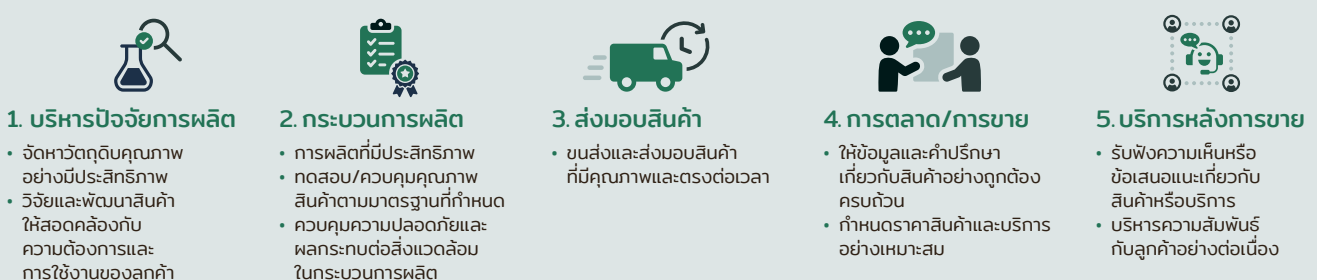 1. บริหารปัจจัยการผลิต
• จัดหาวัตถุดิบคุณภาพ
อย่างมีประสิทธิภาพ
• วิจัยและพัฒนาสินค้า
ให้สอดคล้องกับ
ความต้องการและ
การใช้งานของลูกค้า
2. กระบวนการผลิต
• การผลิตที่มีประสิทธิภาพ
• ทดสอบ/ควบคุมคุณภาพ
สินค้าตามมาตรฐานที่กำหนด
• ควบคุมความปลอดภัยและ
ผลกระทบต่อสิ่งแวดล้อม
ในกระบวนการผลิต
3. ส่งมอบสินค้า
• ขนส่งและส่งมอบสินค้า
ที่มีคุณภาพและตรงต่อเวลา
4. การตลาด/การขาย
• ให้ข้อมูลและคำปรึกษา
เกี่ยวกับสินค้าอย่างถูกต้อง
ครบถ้วน
• กำหนดราคาสินค้าและบริการ
อย่างเหมาะสม
5. บริการหลังการขาย
• รับฟังความเห็นหรือ
ข้อเสนอแนะเกี่ยวกับ
สินค้าหรือบริการ
• บริหารความสัมพันธ์
กับลูกค้าอย่างต่อเนื่อง